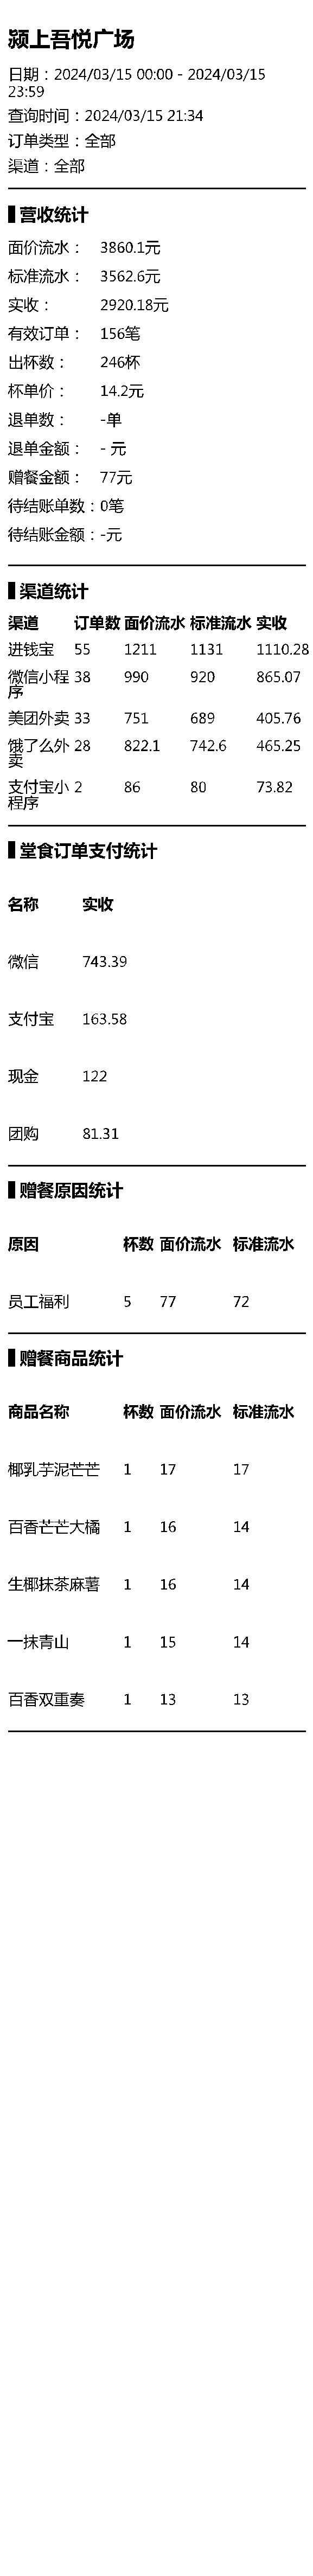 颍上吾悦广场
日期：2024/03/15 00:00 - 2024/03/15
23:59
查询时间：2024/03/15 21:34
订单类型：全部
渠道：全部
营收统计
面价流水： 3860.1元
标准流水： 3562.6元
实收： 2920.18元
有效订单： 156笔
出杯数： 246杯
杯单价： 14.2元
退单数： -单
退单金额： - 元
赠餐金额： 77元
待结账单数：0笔
待结账金额：-元
渠道统计
渠道 订单数 面价流水 标准流水 实收
进钱宝 55 1211 1131 1110.28
微信小程 38 990 920 865.07
序
美团外卖 33 751 689 405.76
饿了么外 28 822.1 742.6 465.25
卖
支付宝小 2 86 80 73.82
程序
堂食订单支付统计
名称 实收
微信 743.39
支付宝 163.58
现金 122
团购 81.31
赠餐原因统计
原因 杯数 面价流水 标准流水
员工福利 5 77 72
赠餐商品统计
商品名称 杯数 面价流水 标准流水
椰乳芋泥芒芒 1 17 17
百香芒芒大橘 1 16 14
生椰抹茶麻薯 1 16 14
一抹青山 1 15 14
百香双重奏 1 13 13